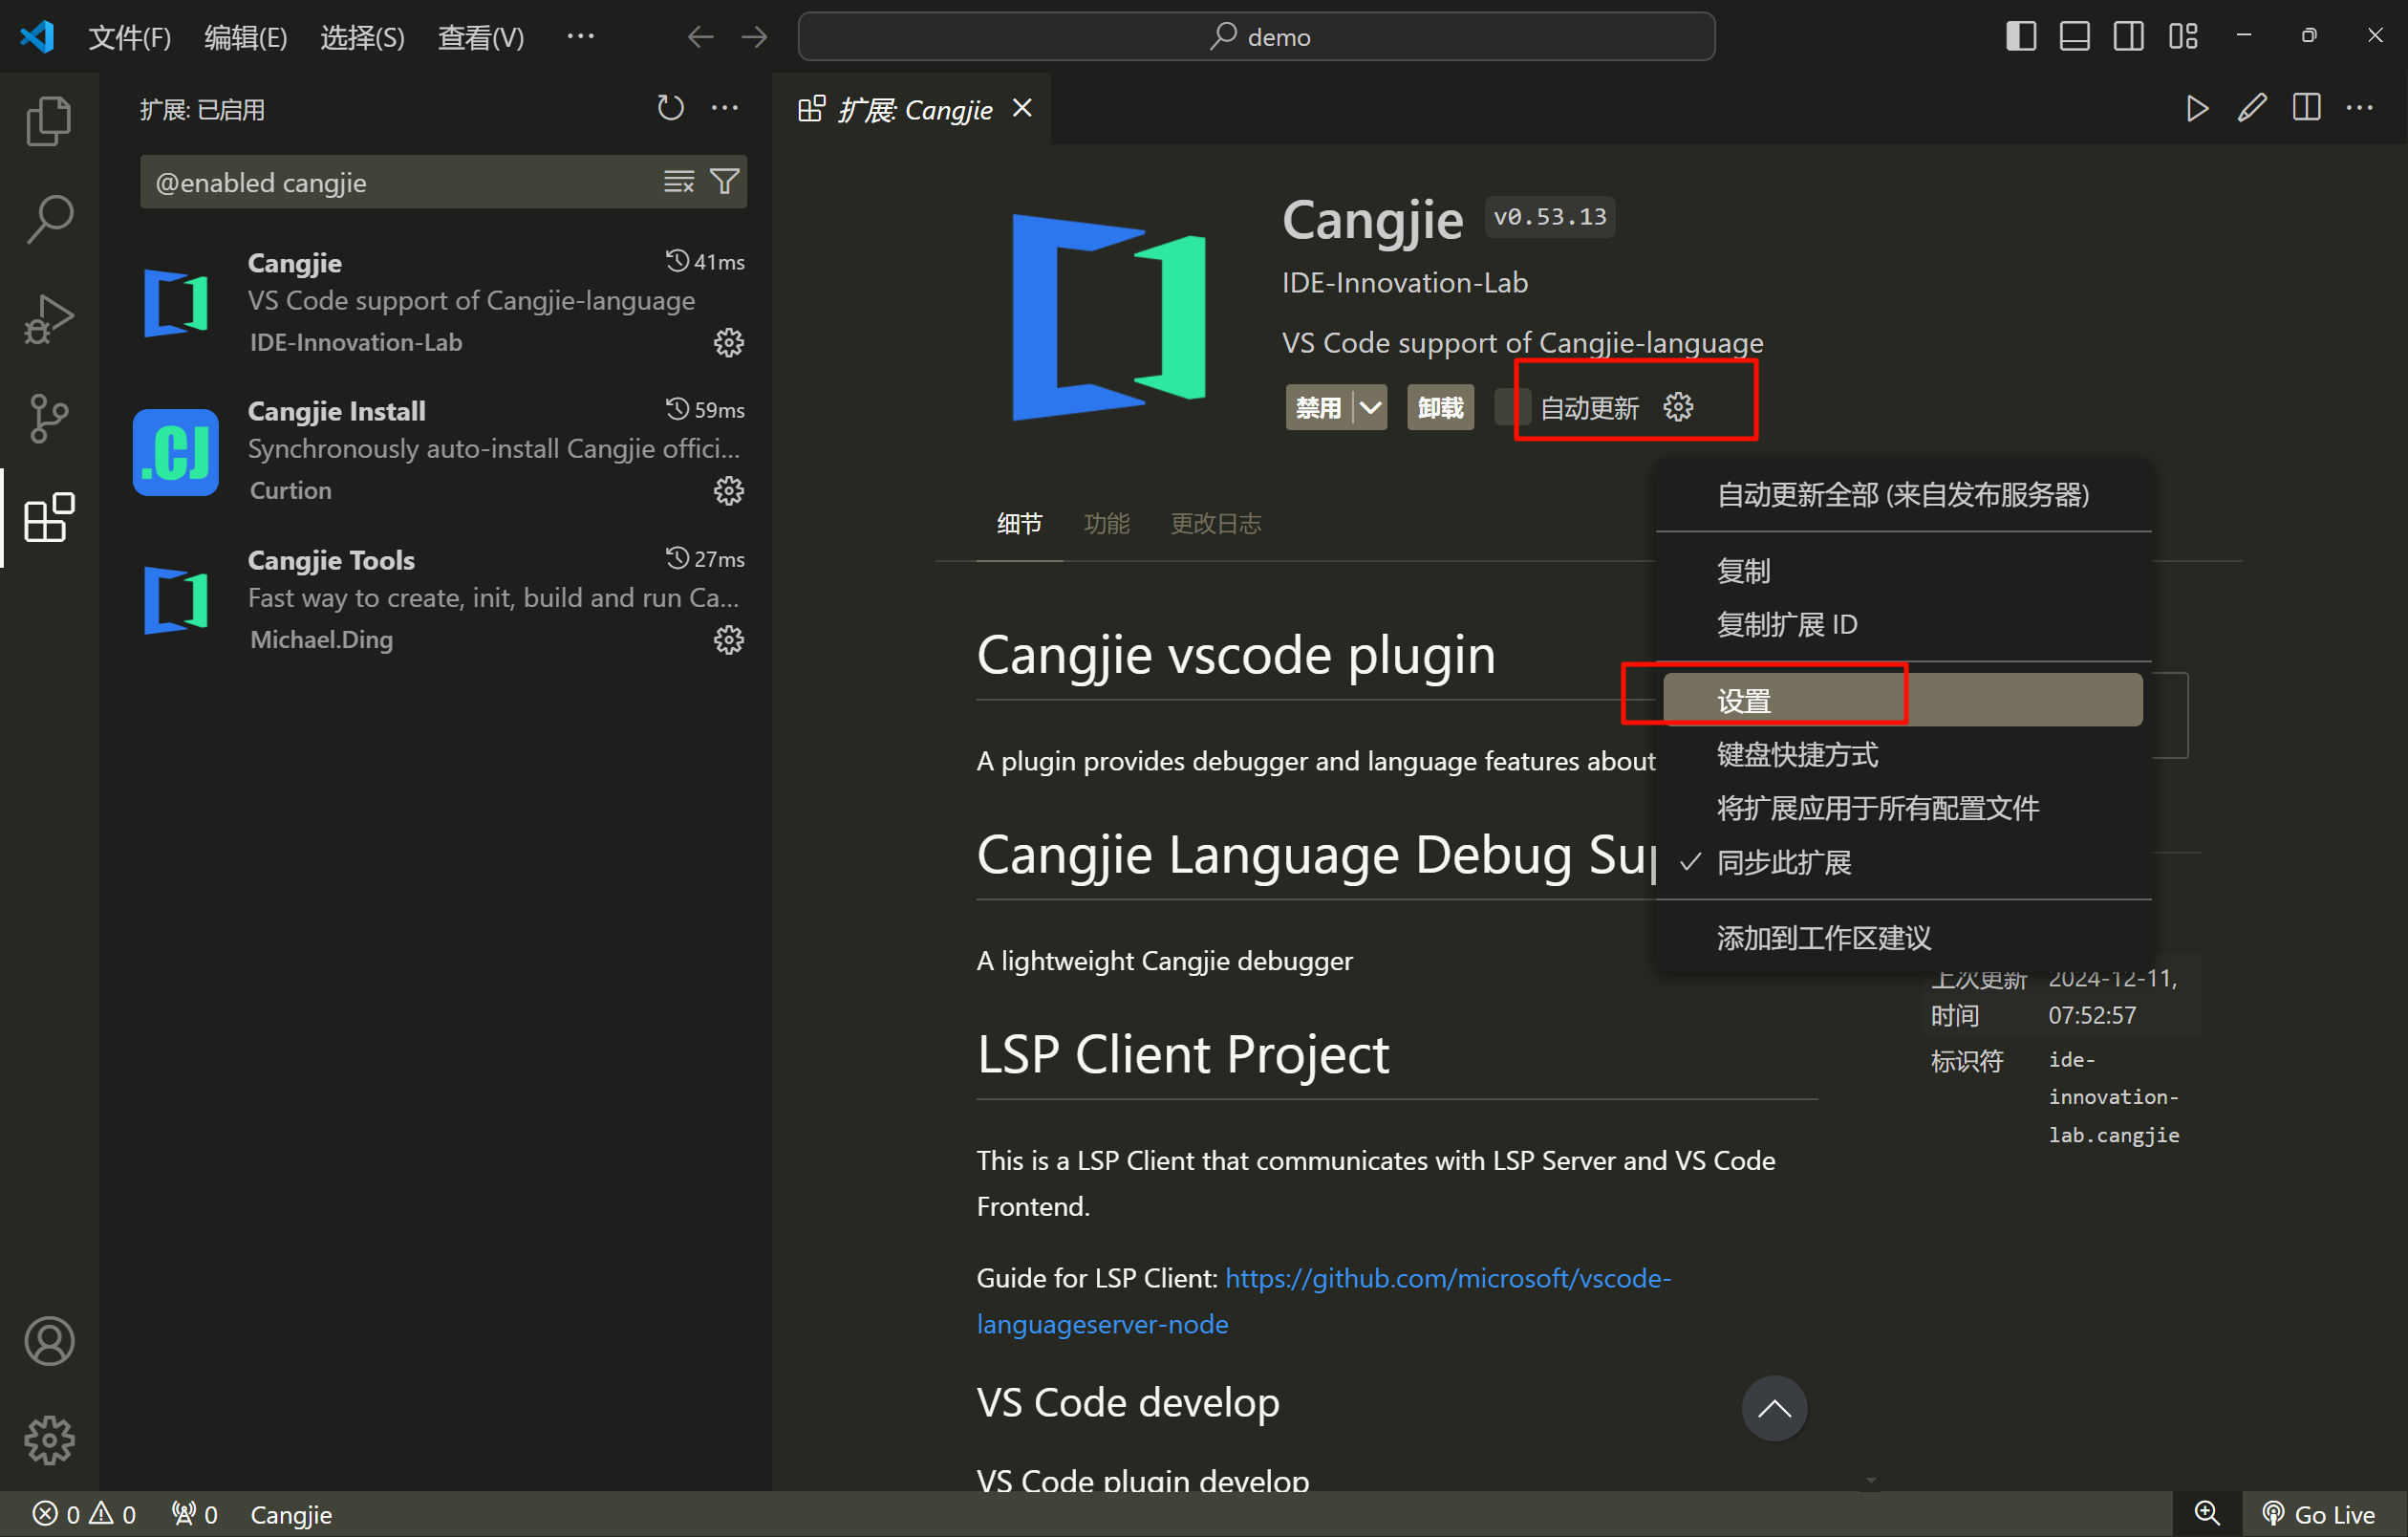 文件(F) 编辑(E) 选择(S) 查看(V) ··· demo
扩展: 已启用
@enabled cangjie
Cangjie 41ms
VS Code support of Cangjie-language
IDE-Innovation-Lab
.CJ
Cangjie Install 59ms
Synchronously auto-install Cangjie offici...
Curtion
Cangjie Tools 27ms
Fast way to create, init, build and run Ca...
Michael.Ding
扩展: Cangjie
Cangjie v0.53.13
IDE-Innovation-Lab
VS Code support of Cangjie-language
禁用 卸载 自动更新
细节 功能 更改日志
自动更新全部 (来自发布服务器)
复制
复制扩展 ID
设置
键盘快捷方式
将扩展应用于所有配置文件
同步此扩展
添加到工作区建议
Cangjie vscode plugin
A plugin provides debugger and language features about
Cangjie Language Debug Sup
A lightweight Cangjie debugger
LSP Client Project
This is a LSP Client that communicates with LSP Server and VS Code
Frontend.
Guide for LSP Client: https://github.com/microsoft/vscode-
languageserver-node
VS Code develop
VS Code plugin develop
上次更新 2024-12-11,
时间 07:52:57
标识符 ide-
innovation-
lab.cangjie
0 0 0 Cangjie Go Live